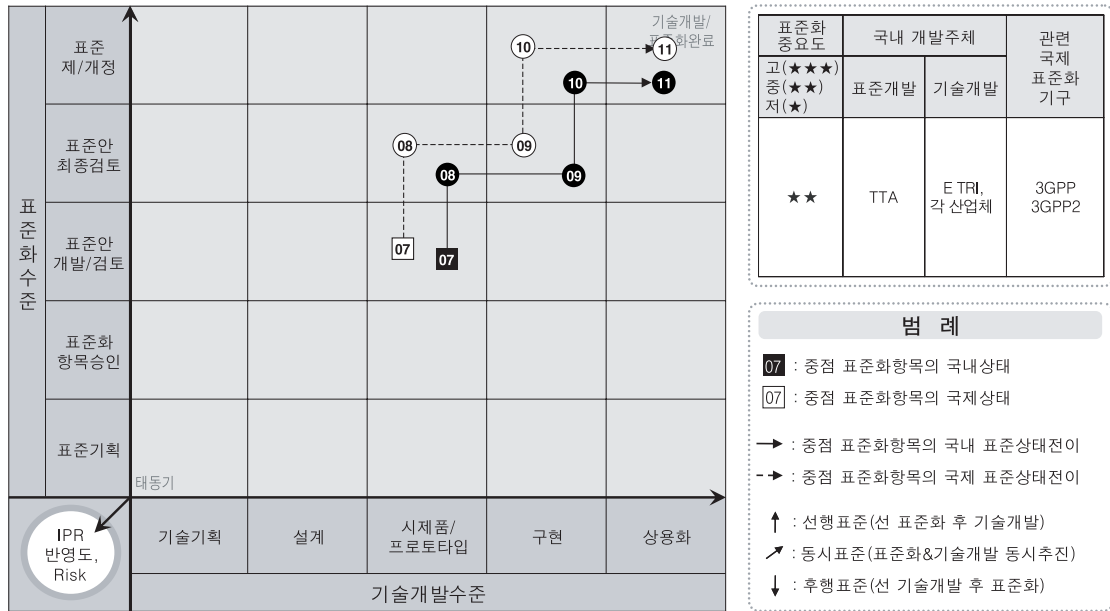 표준화수준
표준
제/개정
표준안
최종검토
표준안
개발/검토
표준화
항목승인
표준기획
기술개발/
표준화완료
10
11
10
11
08
09
08
09
07
07
태동기
IPR
반영도,
Risk
기술기획
설계
시제품/
프로토타입
구현
상용화
기술개발수준
표준화
중요도
국내 개발주체
관련
국제
표준화
기구
고(★★★)
중(★★)
저(★)
표준개발
기술개발
★★
TTA
E TRI,
각 산업체
3GPP
3GPP2
범 례
07 : 중점 표준화항목의 국내상태
07 : 중점 표준화항목의 국제상태
→ : 중점 표준화항목의 국내 표준상태전이
⇢ : 중점 표준화항목의 국제 표준상태전이
↑ : 선행표준(선 표준화 후 기술개발)
↗ : 동시표준(표준화&기술개발 동시추진)
↓ : 후행표준(선 기술개발 후 표준화)